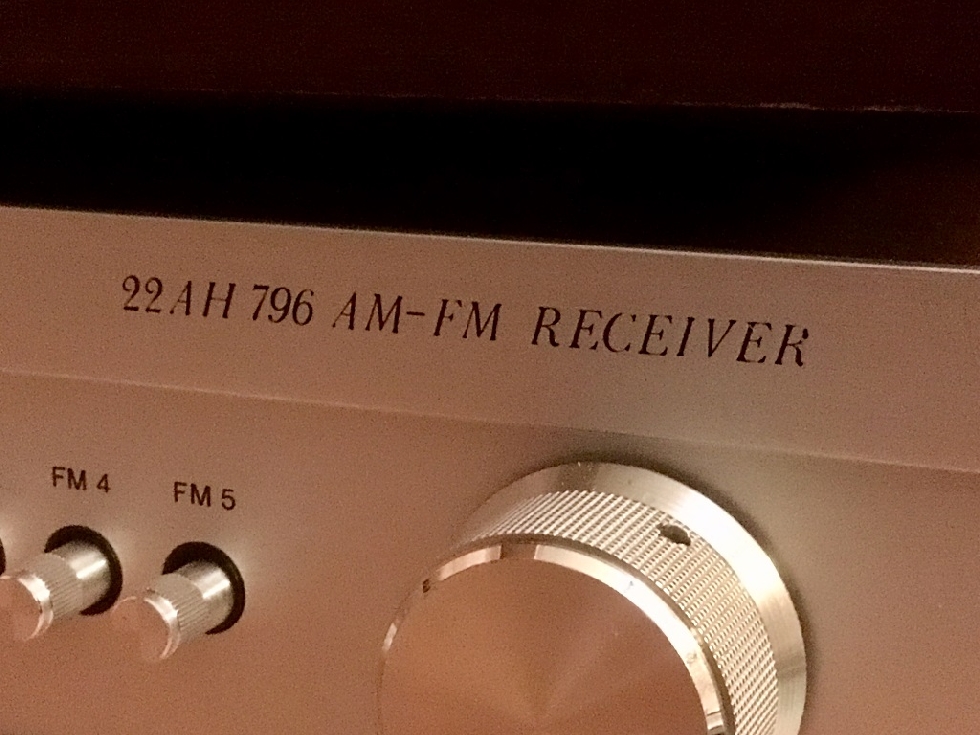 22AH 796 AM-FM RECEIVER
FM 4 FM 5